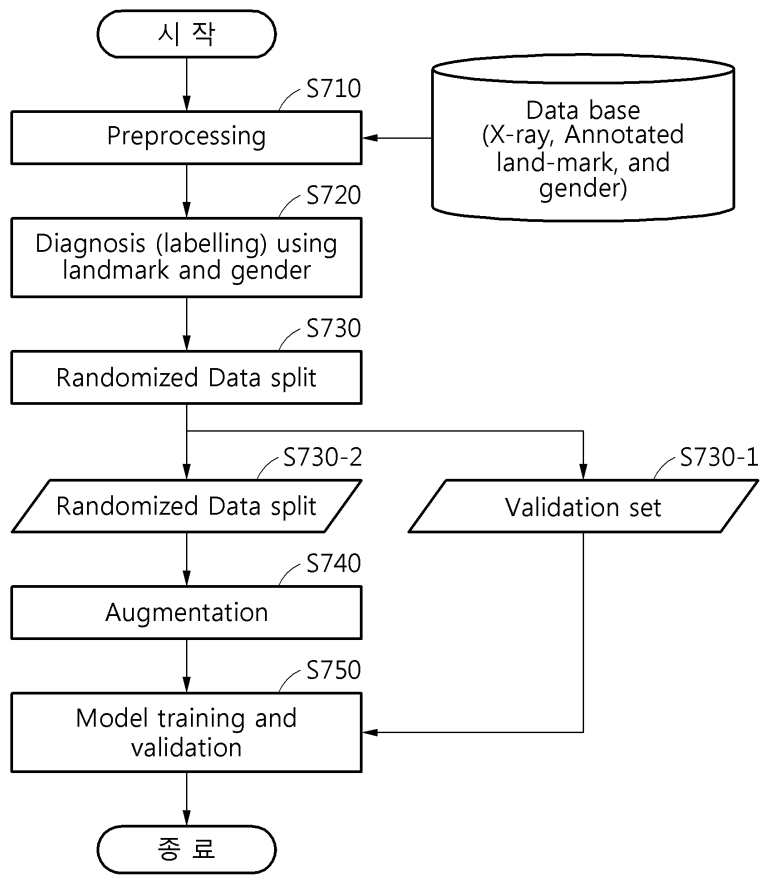 시 작
S710
Preprocessing
Data base
(X-ray, Annotated
land-mark, and
gender)
S720
Diagnosis (labelling) using
landmark and gender
S730
Randomized Data split
S730-2
Randomized Data split
S730-1
Validation set
S740
Augmentation
S750
Model training and
validation
종 료